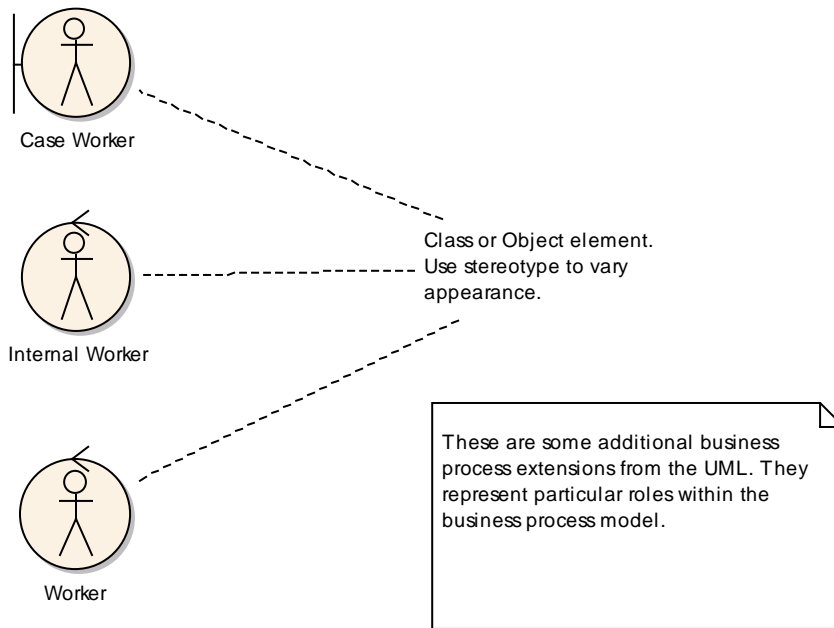 Case Worker
Class or Object element.
Use stereotype to vary
appearance.
Internal Worker
These are some additional business
process extensions from the UML. They
represent particular roles within the
business process model.
Worker